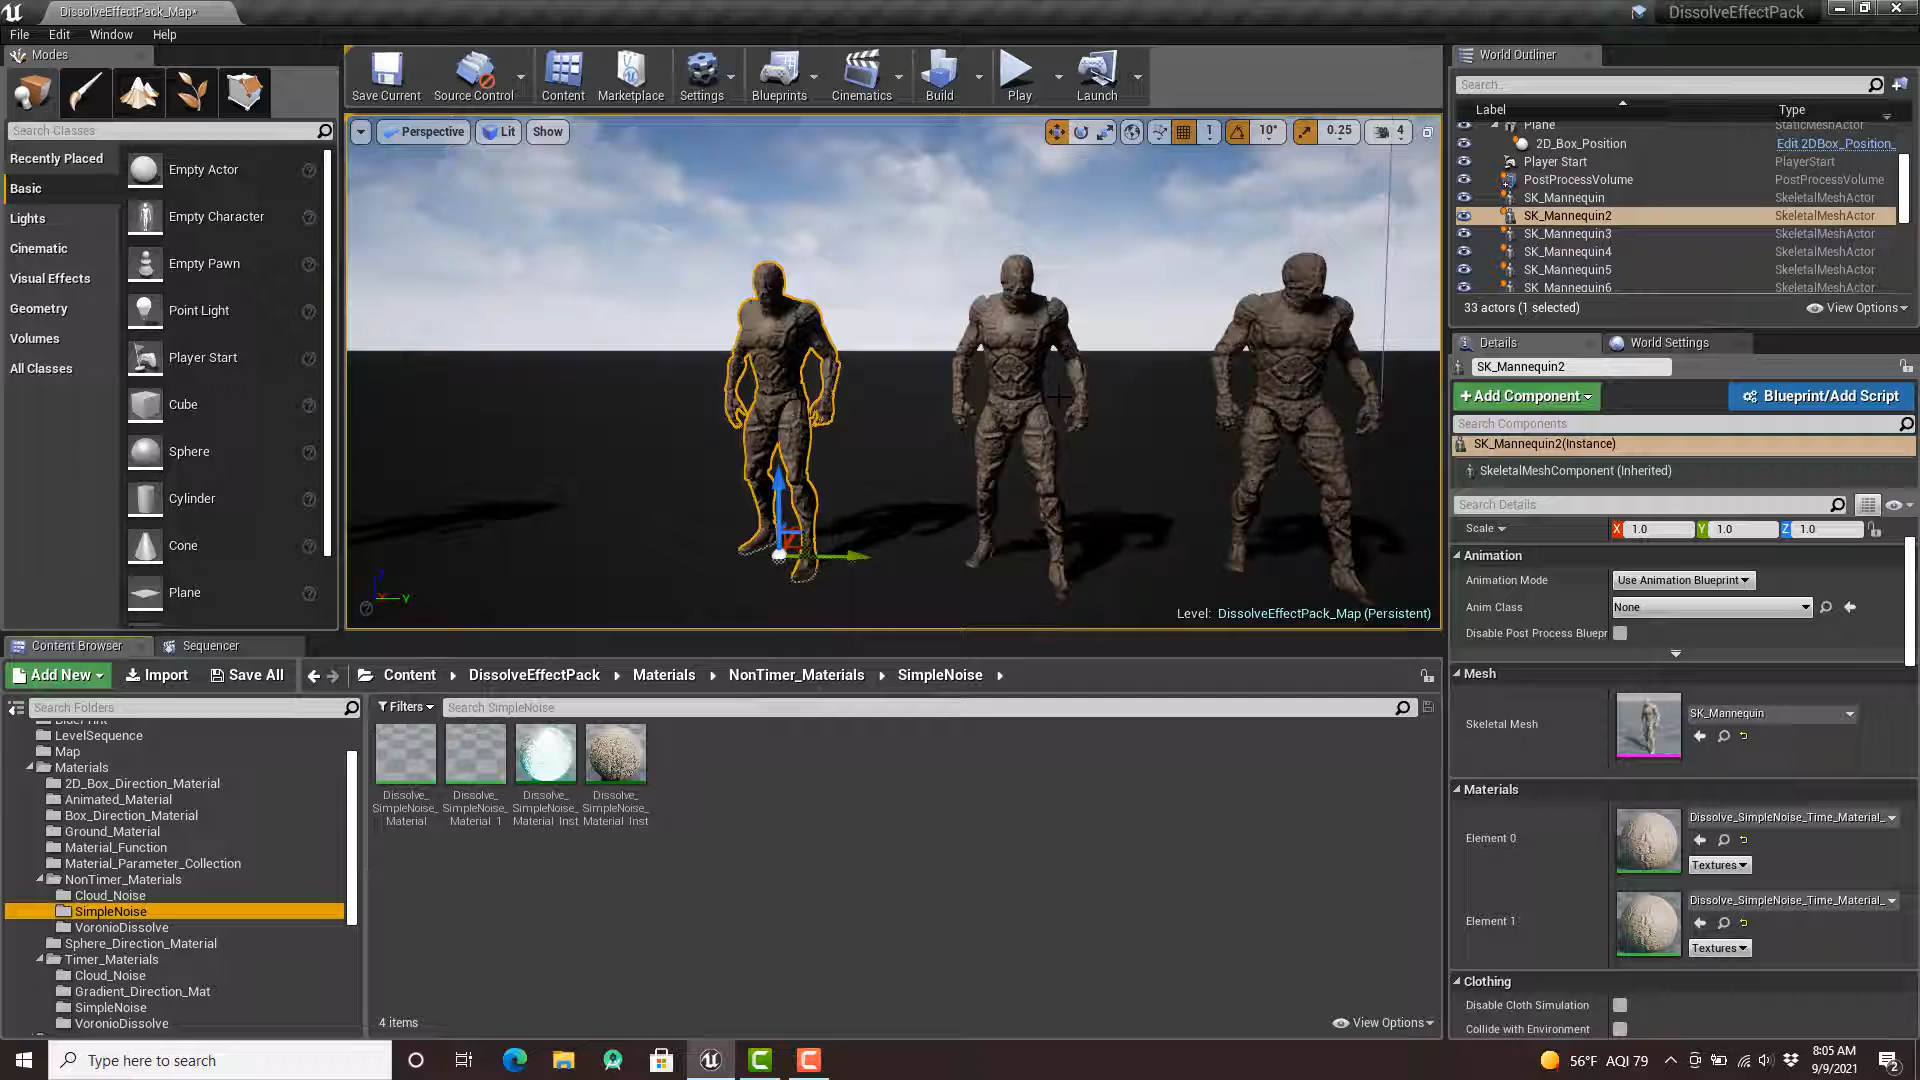 DissolveEffectPack_Map*
DissolveEffectPack
File Edit Window Help
Modes
Search Classes
Recently Placed
Basic
Lights
Cinematic
Visual Effects
Geometry
Volumes
All Classes
Empty Actor
Empty Character
Empty Pawn
Point Light
Player Start
Cube
Sphere
Cylinder
Cone
Plane
Save Current
Source Control
Content
Marketplace
Settings
Blueprints
Cinematics
Build
Play
Launch
Perspective
Lit
Show
1
10°
0.25
4
Z
X
Y
Level: DissolveEffectPack_Map (Persistent)
World Outliner
Search...
Label Type
Plane StaticMeshActor
2D_Box_Position Edit 2DBox_Position_
Player Start PlayerStart
PostProcessVolume PostProcessVolume
SK_Mannequin SkeletalMeshActor
SK_Mannequin2 SkeletalMeshActor
SK_Mannequin3 SkeletalMeshActor
SK_Mannequin4 SkeletalMeshActor
SK_Mannequin5 SkeletalMeshActor
SK_Mannequin6 SkeletalMeshActor
33 actors (1 selected)
View Options
Details
World Settings
SK_Mannequin2
+Add Component
Blueprint/Add Script
Search Components
SK_Mannequin2(Instance)
SkeletalMeshComponent (Inherited)
Search Details
Scale X 1.0 Y 1.0 Z 1.0
Animation
Animation Mode Use Animation Blueprint
Anim Class None
Disable Post Process Bluepr
Mesh
Skeletal Mesh SK_Mannequin
Materials
Element 0 Dissolve_SimpleNoise_Time_Material_
Textures
Element 1 Dissolve_SimpleNoise_Time_Material_
Textures
Clothing
Disable Cloth Simulation
Collide with Environment
Content Browser
Sequencer
Add New
Import
Save All
Content DissolveEffectPack Materials NonTimer_Materials SimpleNoise
Search Folders
BluePrint
LevelSequence
Map
Materials
2D_Box_Direction_Material
Animated_Material
Box_Direction_Material
Ground_Material
Material_Function
Material_Parameter_Collection
NonTimer_Materials
Cloud_Noise
SimpleNoise
VoronioDissolve
Sphere_Direction_Material
Timer_Materials
Cloud_Noise
Gradient_Direction_Mat
SimpleNoise
VoronioDissolve
Filters
Search SimpleNoise
Dissolve_
SimpleNoise_
Material
Dissolve_
SimpleNoise_
Material_1
Dissolve_
SimpleNoise_
Material_Inst
Dissolve_
SimpleNoise_
Material_Inst
4 items
View Options
Type here to search
56°F AQI 79
8:05 AM
9/9/2021
2